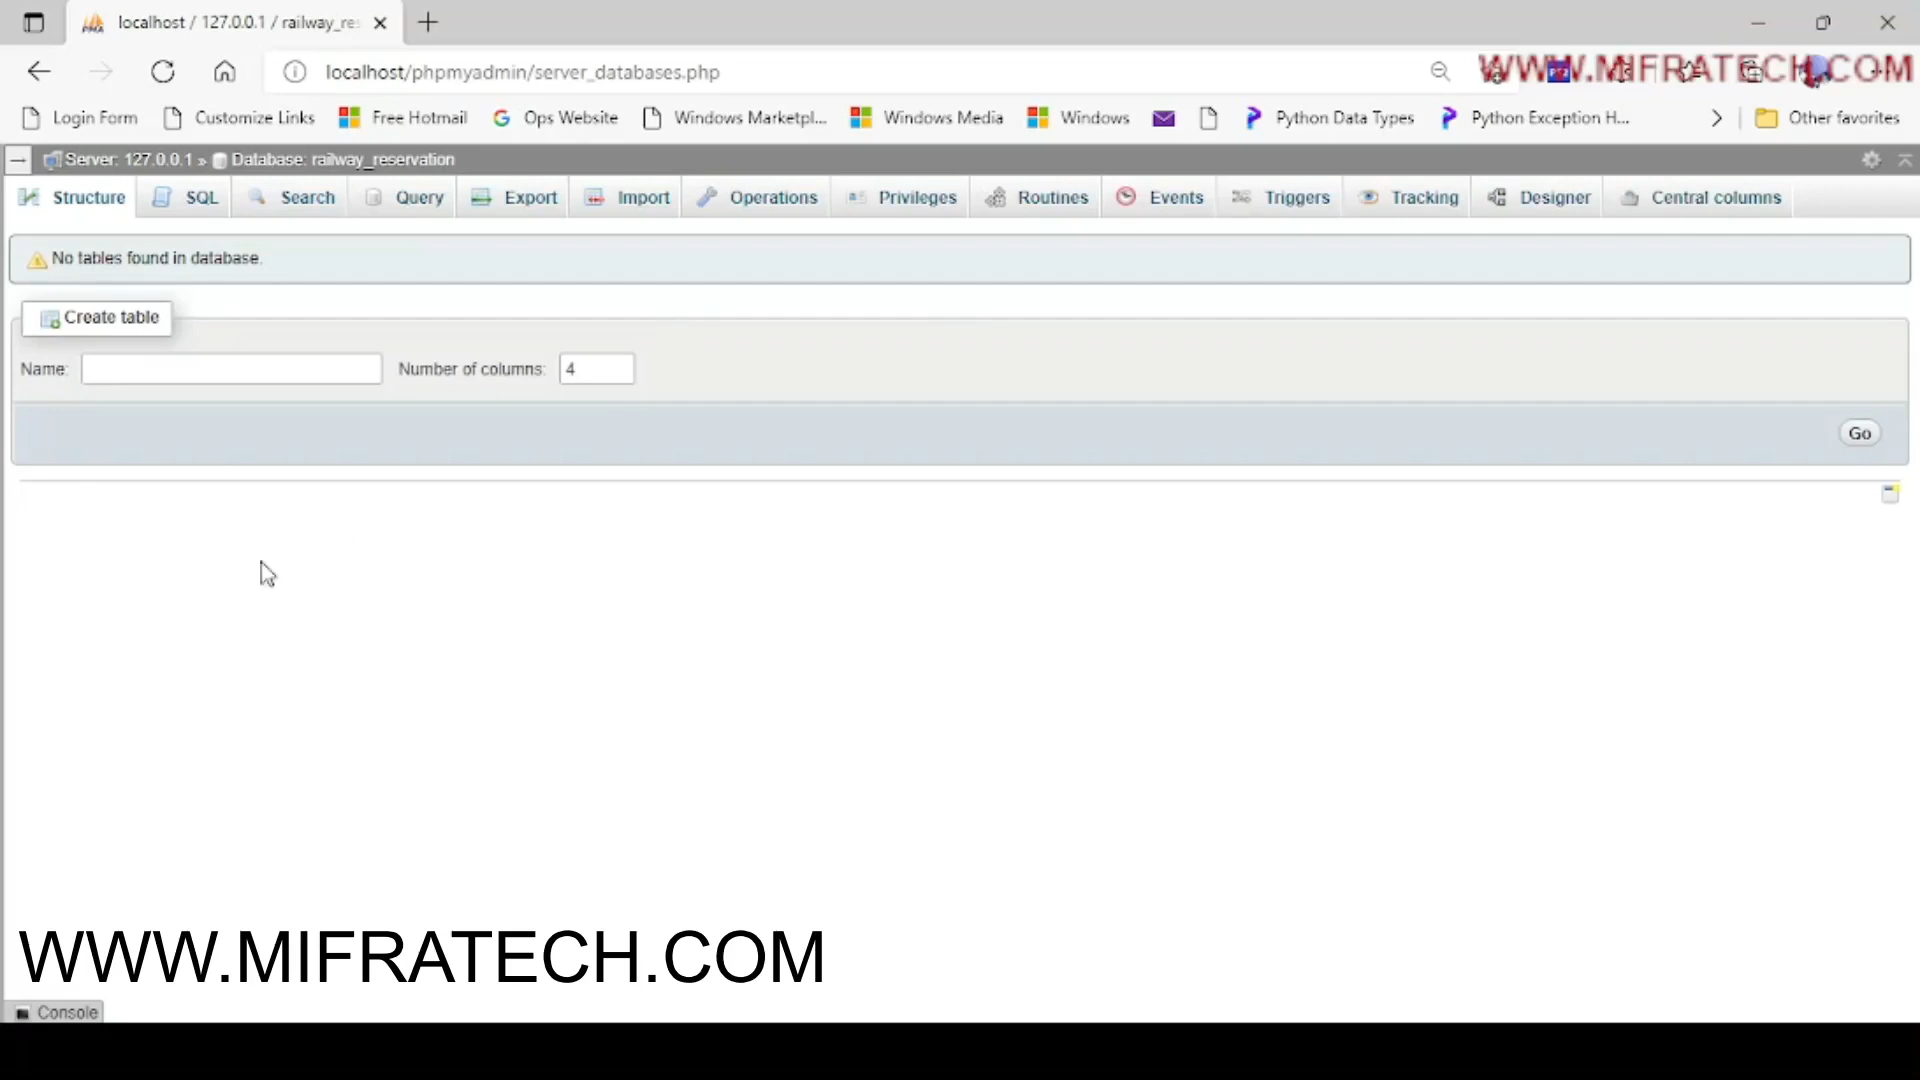 localhost / 127.0.0.1 / railway_re
localhost/phpmyadmin/server_databases.php
WWW.MIFRATECH.COM
Login Form
Customize Links
Free Hotmail
Ops Website
Windows Marketpl...
Windows Media
Windows
Python Data Types
Python Exception H...
Other favorites
Server: 127.0.0.1 » Database: railway_reservation
Structure
SQL
Search
Query
Export
Import
Operations
Privileges
Routines
Events
Triggers
Tracking
Designer
Central columns
No tables found in database.
Create table
Name:
Number of columns: 4
Go
WWW.MIFRATECH.COM
Console